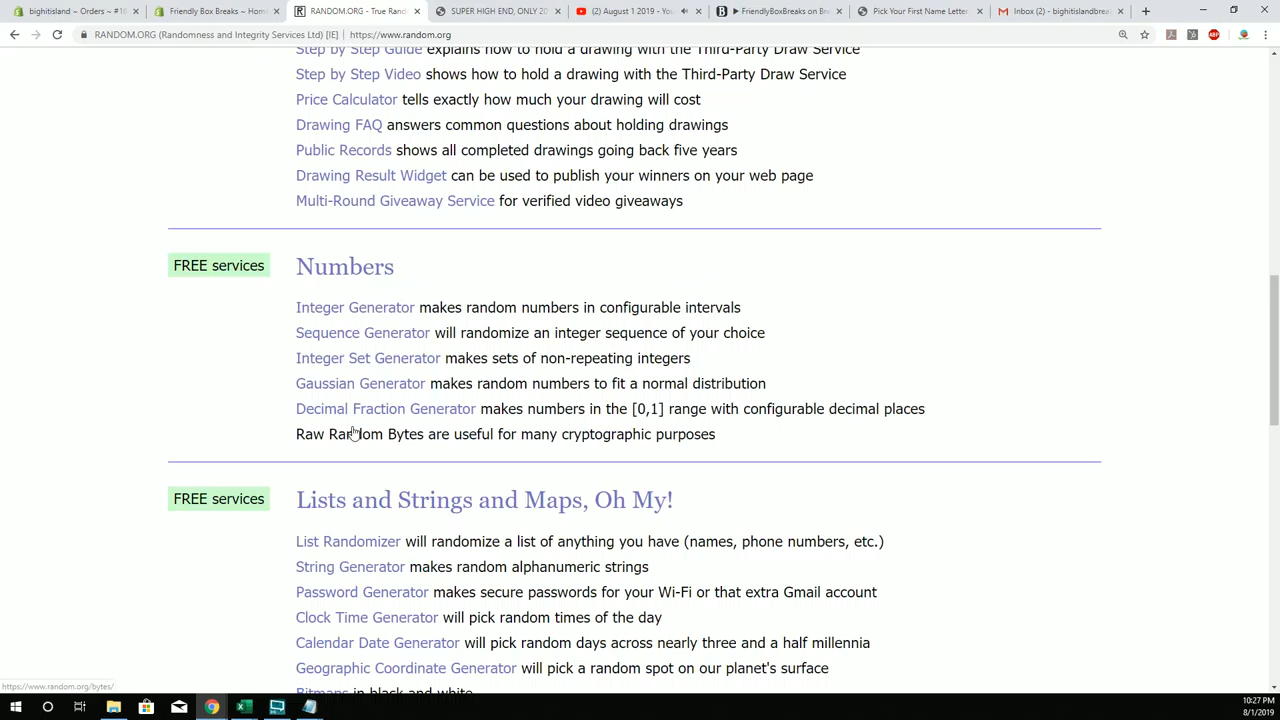 bighitisland ~ Orders ~ #16
Friendly Box Breaks ~ Hom
RANDOM.ORG - True Ran
SUPER HIGH END, ONLY 20
(2) August 1 2019 - You
FriendlyBoxBreaks on Bre
Pick Your First Name Letter
Inbox (2) - bighitislandbrea
RANDOM.ORG (Randomness and Integrity Services Ltd) [IE] | https://www.random.org
Step by Step Guide explains how to hold a drawing with the Third-Party Draw Service
Step by Step Video shows how to hold a drawing with the Third-Party Draw Service
Price Calculator tells exactly how much your drawing will cost
Drawing FAQ answers common questions about holding drawings
Public Records shows all completed drawings going back five years
Drawing Result Widget can be used to publish your winners on your web page
Multi-Round Giveaway Service for verified video giveaways
FREE services
Numbers
Integer Generator makes random numbers in configurable intervals
Sequence Generator will randomize an integer sequence of your choice
Integer Set Generator makes sets of non-repeating integers
Gaussian Generator makes random numbers to fit a normal distribution
Decimal Fraction Generator makes numbers in the [0,1] range with configurable decimal places
Raw Random Bytes are useful for many cryptographic purposes
FREE services
Lists and Strings and Maps, Oh My!
List Randomizer will randomize a list of anything you have (names, phone numbers, etc.)
String Generator makes random alphanumeric strings
Password Generator makes secure passwords for your Wi-Fi or that extra Gmail account
Clock Time Generator will pick random times of the day
Calendar Date Generator will pick random days across nearly three and a half millennia
Geographic Coordinate Generator will pick a random spot on our planet's surface
Bitmaps in black and white
https://www.random.org/bytes/
10:27 PM
8/1/2019